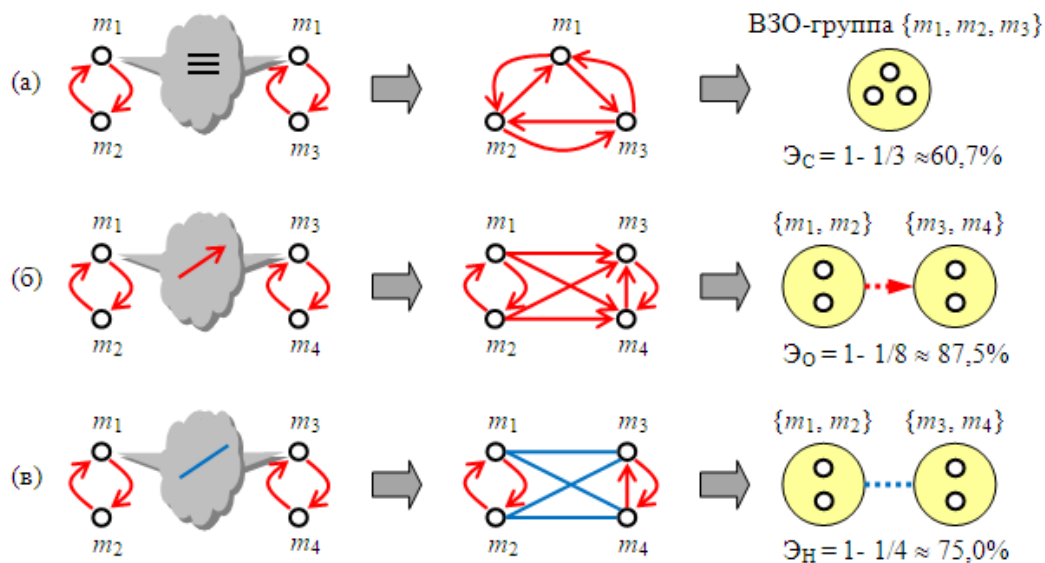 ВЗО-группа {m1, m2, m3}
m1 m1 m1
(а) ≡
m2 m3 m2 m3
ЭС = 1- 1/3 ≈60,7%
m1 m3 m1 m3 {m1, m2} {m3, m4}
(б)
m2 m4 m2 m4
ЭО = 1- 1/8 ≈ 87,5%
m1 m3 m1 m3 {m1, m2} {m3, m4}
(в)
m2 m4 m2 m4
ЭН = 1- 1/4 ≈ 75,0%